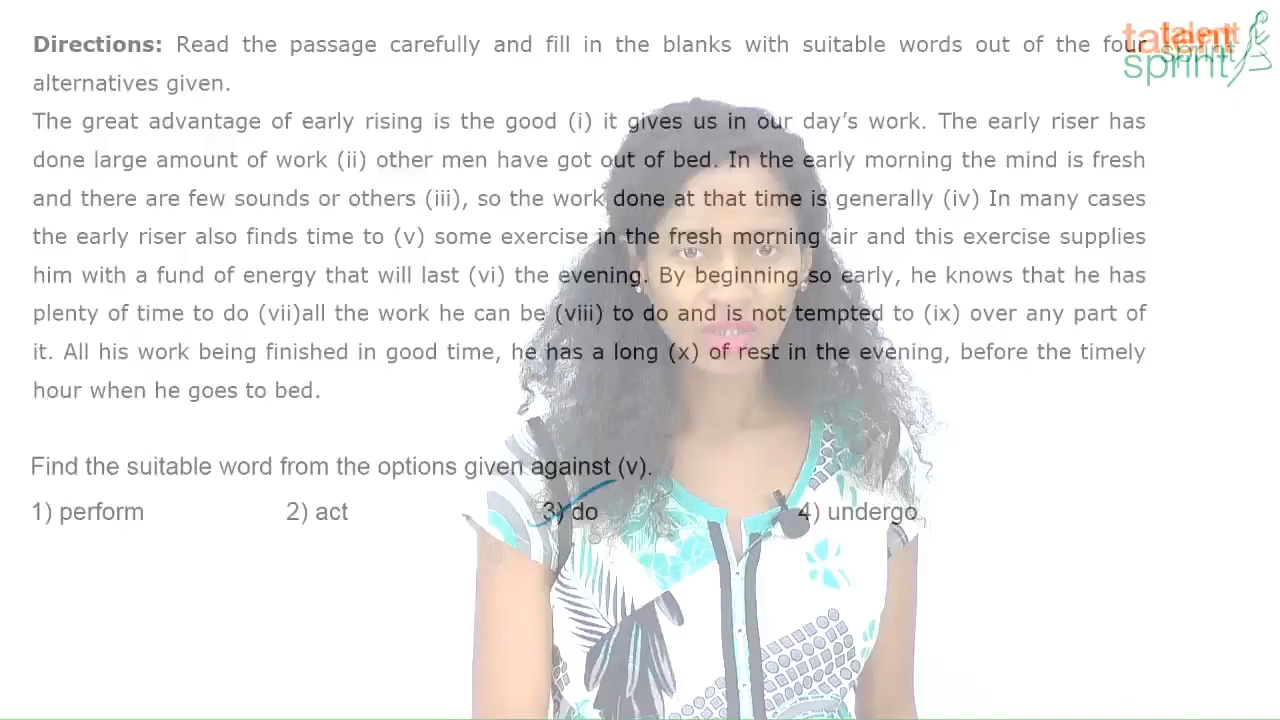 talent
sprint
Directions: Read the passage carefully and fill in the blanks with suitable words out of the four
alternatives given.
The great advantage of early rising is the good (i) it gives us in our day's work. The early riser has
done large amount of work (ii) other men have got out of bed. In the early morning the mind is fresh
and there are few sounds or others (iii), so the work done at that time is generally (iv) In many cases
the early riser also finds time to (v) some exercise in the fresh morning air and this exercise supplies
him with a fund of energy that will last (vi) the evening. By beginning so early, he knows that he has
plenty of time to do (vii)all the work he can be (viii) to do and is not tempted to (ix) over any part of
it. All his work being finished in good time, he has a long (x) of rest in the evening, before the timely
hour when he goes to bed.
Find the suitable word from the options given against (v).
1) perform 2) act 3) do 4) undergo